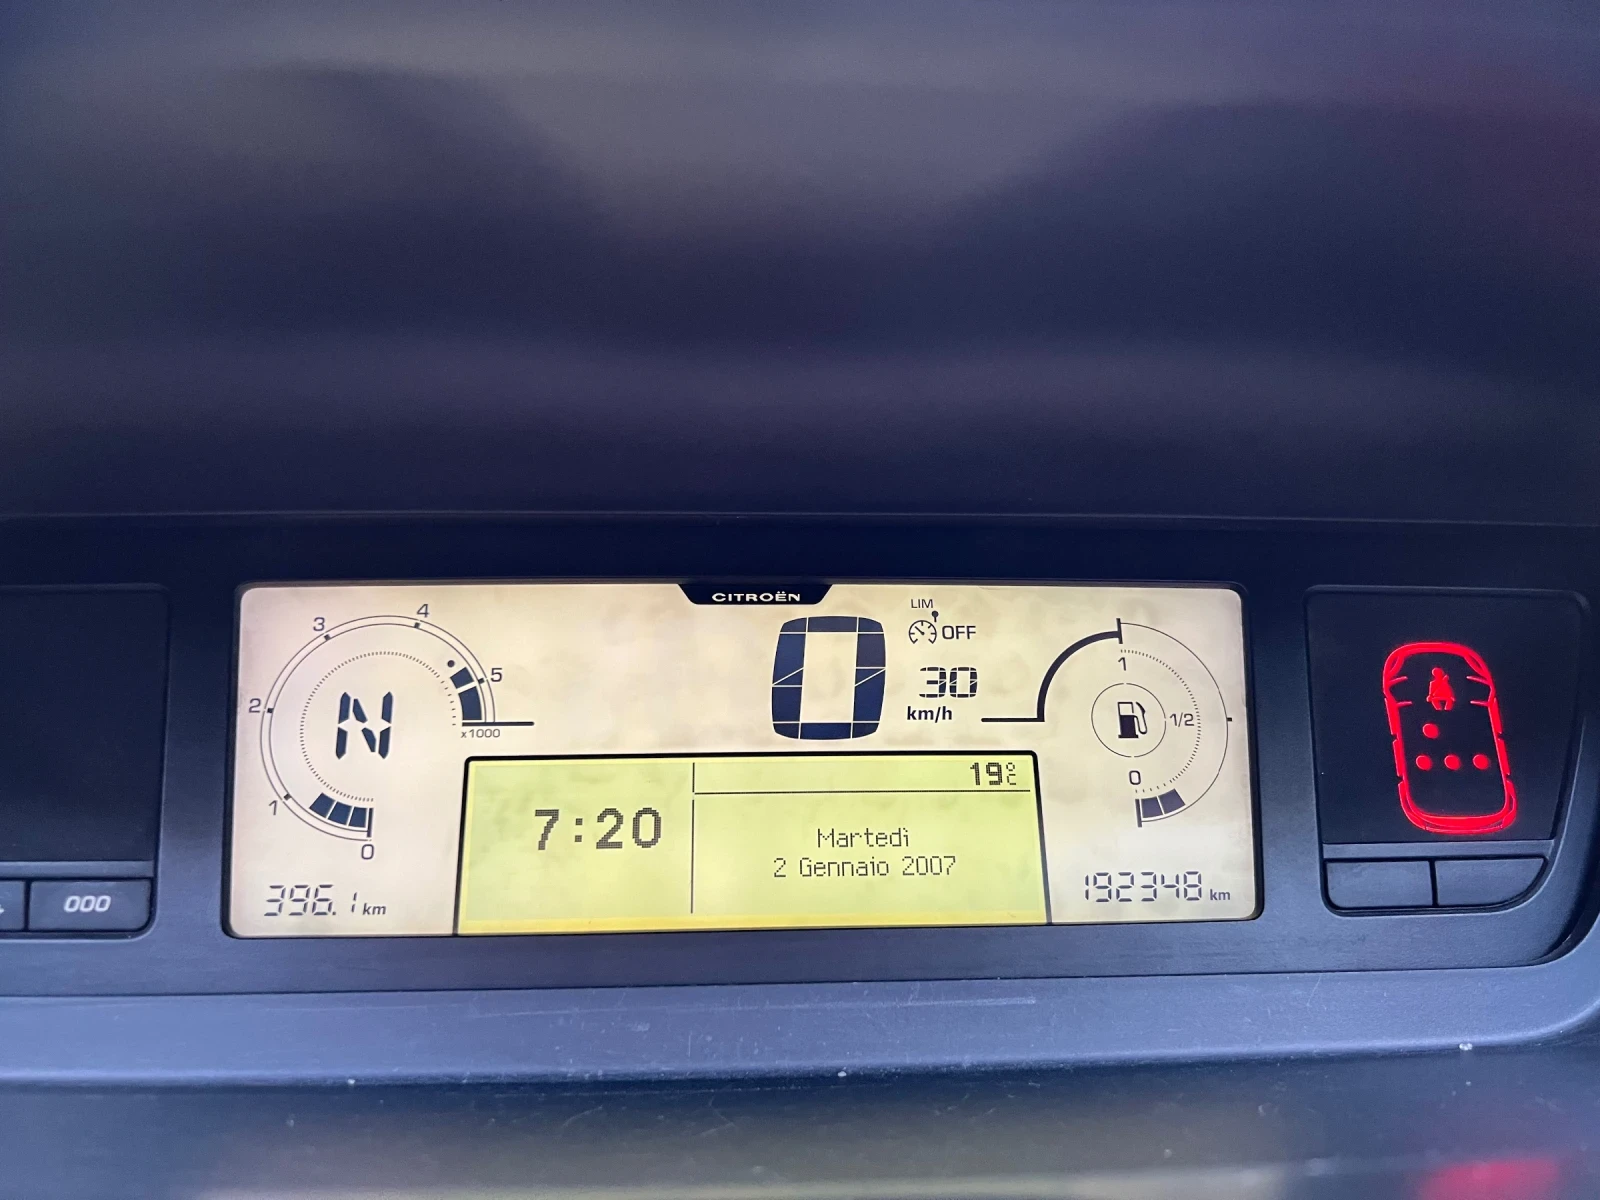 CITROËN
4
3
5
2
x1000
1
0
N
396.1 km
000
0
LIM
OFF
30
km/h
19°C
7:20
Martedì
2 Gennaio 2007
1
1/2
0
192348 km